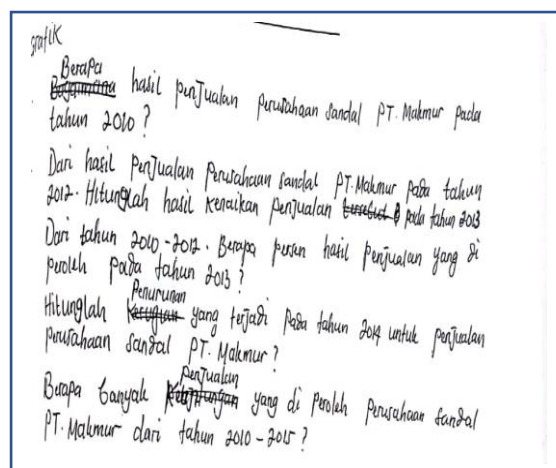 grafik
Berapa
Bagaimana hasil penjualan perusahaan sandal PT. Makmur pada
tahun 2010?
Dari hasil penjualan perusahaan sandal PT. Makmur pada tahun
2012. Hitunglah hasil kenaikan penjualan tersebut pada tahun 2013
Dari tahun 2010-2012. Berapa persen hasil penjualan yang di
peroleh pada tahun 2013?
Penurunan
Hitunglah kerugian yang terjadi pada tahun 2014 untuk penjualan
perusahaan sandal PT. Makmur?
Penjualan
Berapa banyak yang di peroleh perusahaan sandal
PT. Makmur dari tahun 2010-2015?